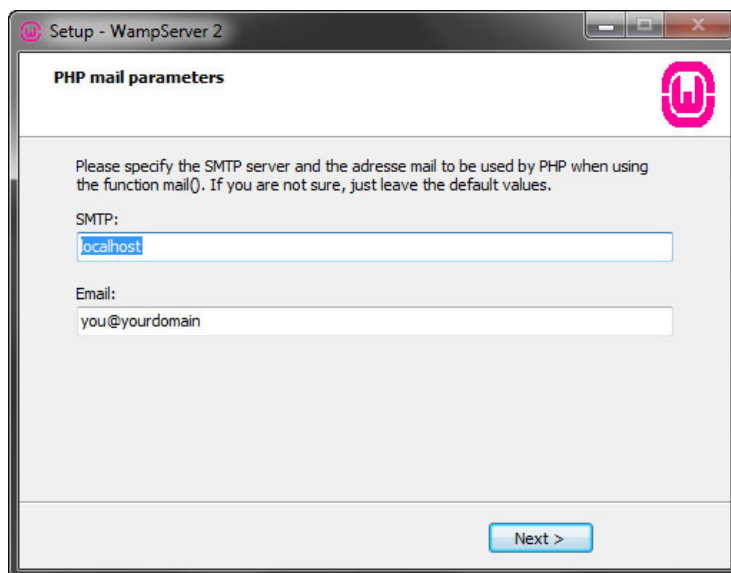 Setup - WampServer 2
PHP mail parameters
Please specify the SMTP server and the adresse mail to be used by PHP when using
the function mail(). If you are not sure, just leave the default values.
SMTP:
localhost
Email:
you@yourdomain
Next >